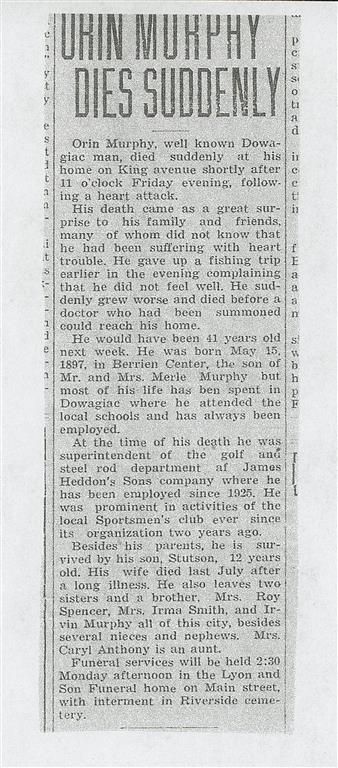 ORIN MURPHY
DIES SUDDENLY
Orin Murphy, well known Dowa-
giac man, died suddenly at his
home on King avenue shortly after
11 o'clock Friday evening, follow-
ing a heart attack.
His death came as a great sur-
prise to his family and friends,
many of whom did not know that
he had been suffering with heart
trouble. He gave up a fishing trip
earlier in the evening complaining
that he did not feel well. He sud-
denly grew worse and died before a
doctor who had been summoned
could reach his home.
He would have been 41 years old
next week. He was born May 15,
1897, in Berrien Center, the son of
Mr. and Mrs. Merle Murphy but
most of his life has ben spent in
Dowagiac where he attended the
local schools and has always been
employed.
At the time of his death he was
superintendent of the golf and
steel rod department af James
Heddon's Sons company where he
has been employed since 1925. He
was prominent in activities of the
local Sportsmen's club ever since
its organization two years ago.
Besides his parents, he is sur-
vived by his son, Stutson, 12 years
old. His wife died last July after
a long illness. He also leaves two
sisters and a brother, Mrs. Roy
Spencer, Mrs. Irma Smith, and Ir-
vin Murphy all of this city, besides
several nieces and nephews. Mrs.
Caryl Anthony is an aunt.
Funeral services will be held 2:30
Monday afternoon in the Lyon and
Son Funeral home on Main street,
with interment in Riverside ceme-
tery.